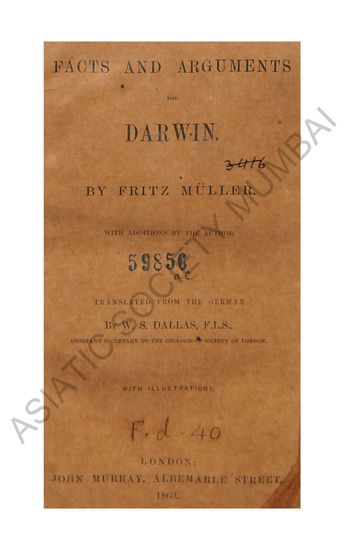 FACTS AND ARGUMENTS
FOR
DARWIN.
3416
BY FRITZ MÜLLER.
WITH ADDITIONS BY THE AUTHOR.
59856
TRANSLATED FROM THE GERMAN
BY W. S. DALLAS, F.L.S.,
ASSISTANT SECRETARY TO THE GEOLOGICAL SOCIETY OF LONDON.
WITH ILLUSTRATIONS.
F.d-40
LONDON:
JOHN MURRAY, ALBEMARLE STREET.
1869.
ASIATIC SOCIETY MUMBAI